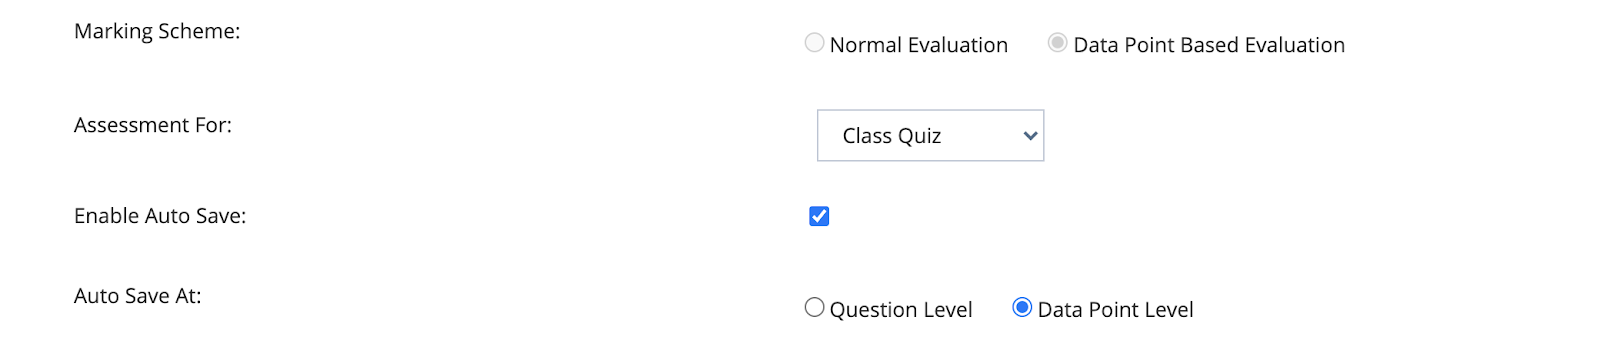 Marking Scheme:
Normal Evaluation Data Point Based Evaluation
Assessment For:
Class Quiz
Enable Auto Save:
Auto Save At:
Question Level Data Point Level